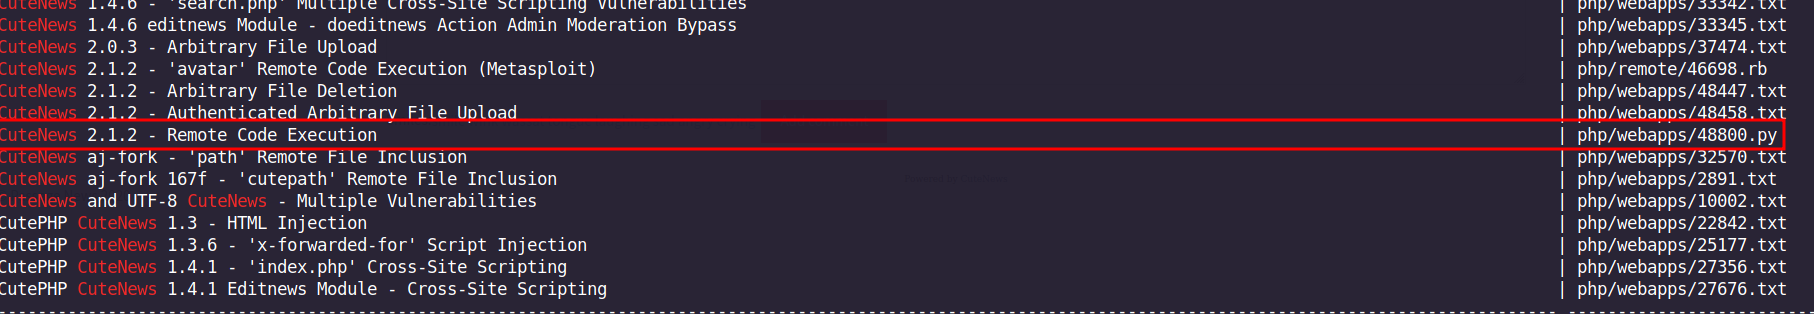 CuteNews 1.4.6 - 'search.php' Multiple Cross-Site Scripting Vulnerabilities | php/webapps/33342.txt
CuteNews 1.4.6 editnews Module - doeditnews Action Admin Moderation Bypass | php/webapps/33345.txt
CuteNews 2.0.3 - Arbitrary File Upload | php/webapps/37474.txt
CuteNews 2.1.2 - 'avatar' Remote Code Execution (Metasploit) | php/remote/46698.rb
CuteNews 2.1.2 - Arbitrary File Deletion | php/webapps/48447.txt
CuteNews 2.1.2 - Authenticated Arbitrary File Upload | php/webapps/48458.txt
CuteNews 2.1.2 - Remote Code Execution | php/webapps/48800.py
CuteNews aj-fork - 'path' Remote File Inclusion | php/webapps/32570.txt
CuteNews aj-fork 167f - 'cutepath' Remote File Inclusion | php/webapps/2891.txt
CuteNews and UTF-8 CuteNews - Multiple Vulnerabilities | php/webapps/10002.txt
CutePHP CuteNews 1.3 - HTML Injection | php/webapps/22842.txt
CutePHP CuteNews 1.3.6 - 'x-forwarded-for' Script Injection | php/webapps/25177.txt
CutePHP CuteNews 1.4.1 - 'index.php' Cross-Site Scripting | php/webapps/27356.txt
CutePHP CuteNews 1.4.1 Editnews Module - Cross-Site Scripting | php/webapps/27676.txt